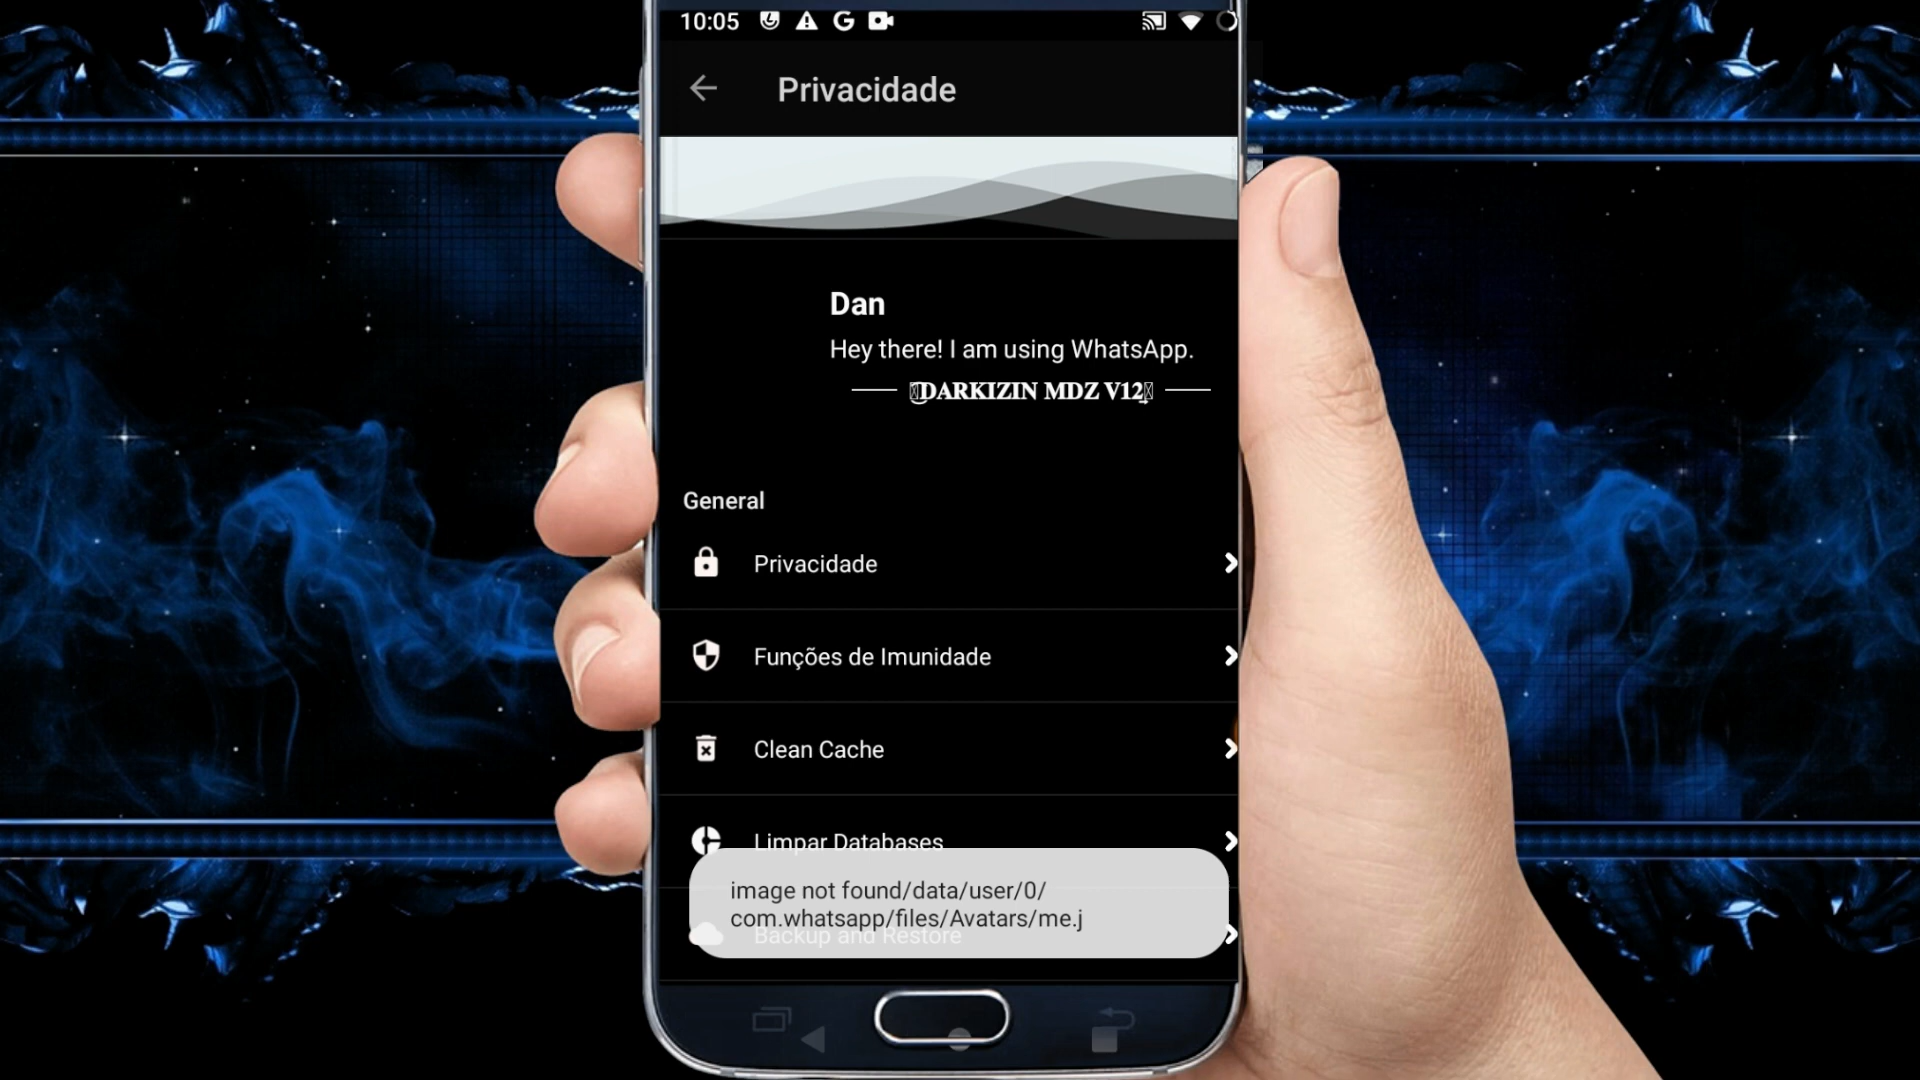 10:05
Privacidade
Dan
Hey there! I am using WhatsApp.
DARKIZIN MDZ V12
General
Privacidade
Funções de Imunidade
Clean Cache
Limpar Databases
image not found/data/user/0/
com.whatsapp/files/Avatars/me.j
Backup and Restore